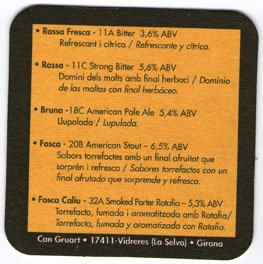 • Rossa Fresca - 11A Bitter 3,6% ABV
Refrescant i cítrica / Refrescante y cítrica.
• Rossa - 11C Strong Bitter 5,6% ABV
Domini dels malts amb final herbaci / Dominio
de las maltas con final herbáceo.
• Bruna -18C American Pale Ale 5,4% ABV
Llupolada / Lupulada.
• Fosca - 20B American Stout – 6,5% ABV
Sabors torrefactes amb un final afruitat que
sorprèn i refresca / Sabores torrefactos con un
final afrutado que sorprende y refresca.
• Fosca Caliu - 32A Smoked Porter Ratafia – 5,3% ABV
Torrefacta, fumada i aromatitzada amb Ratafia/
Torrefacta, fumada y aromatizada con Ratafia.
Can Gruart • 17411-Vidreres (La Selva) • Girona